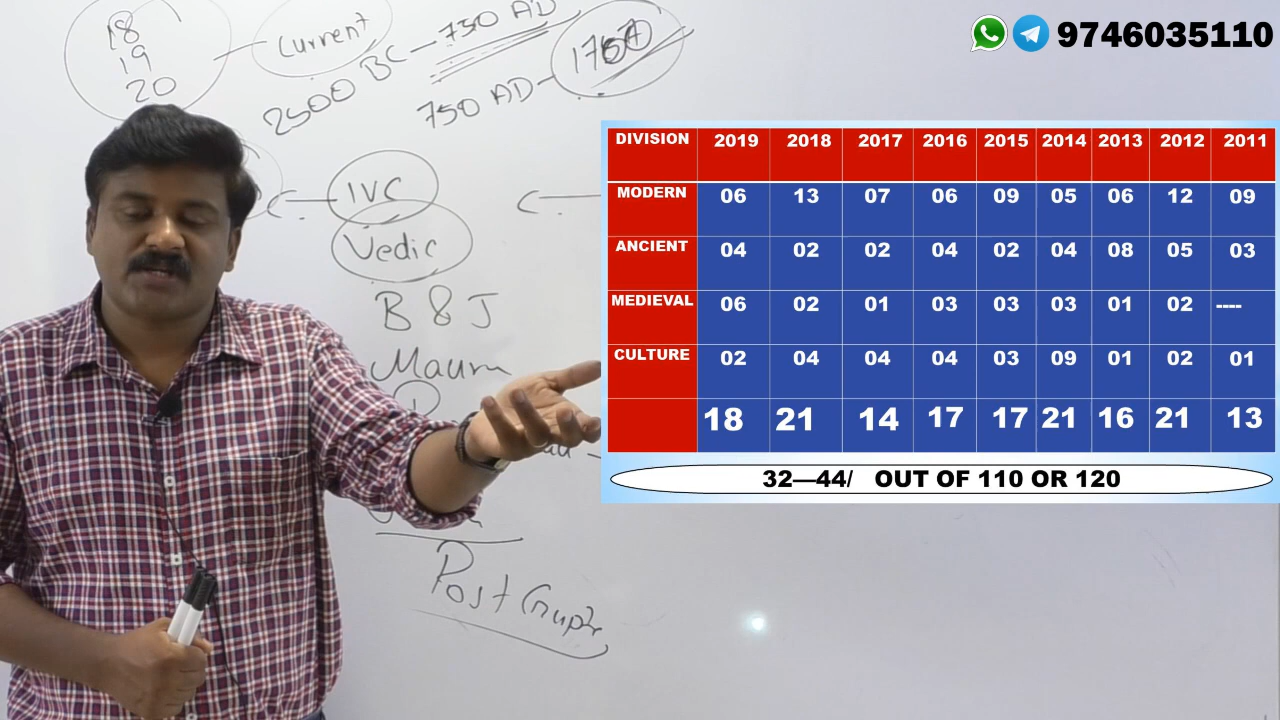 18
19
20
Current
2500 BC — 750 AD
750 AD—
9746035110
IVC
Vedic
B & J
Post Gupta
DIVISION 2019 2018 2017 2016 2015 2014 2013 2012 2011
MODERN 06 13 07 06 09 05 06 12 09
ANCIENT 04 02 02 04 02 04 08 05 03
MEDIEVAL 06 02 01 03 03 03 01 02 ----
CULTURE 02 04 04 04 03 09 01 02 01
18 21 14 17 17 21 16 21 13
32—44/ OUT OF 110 OR 120